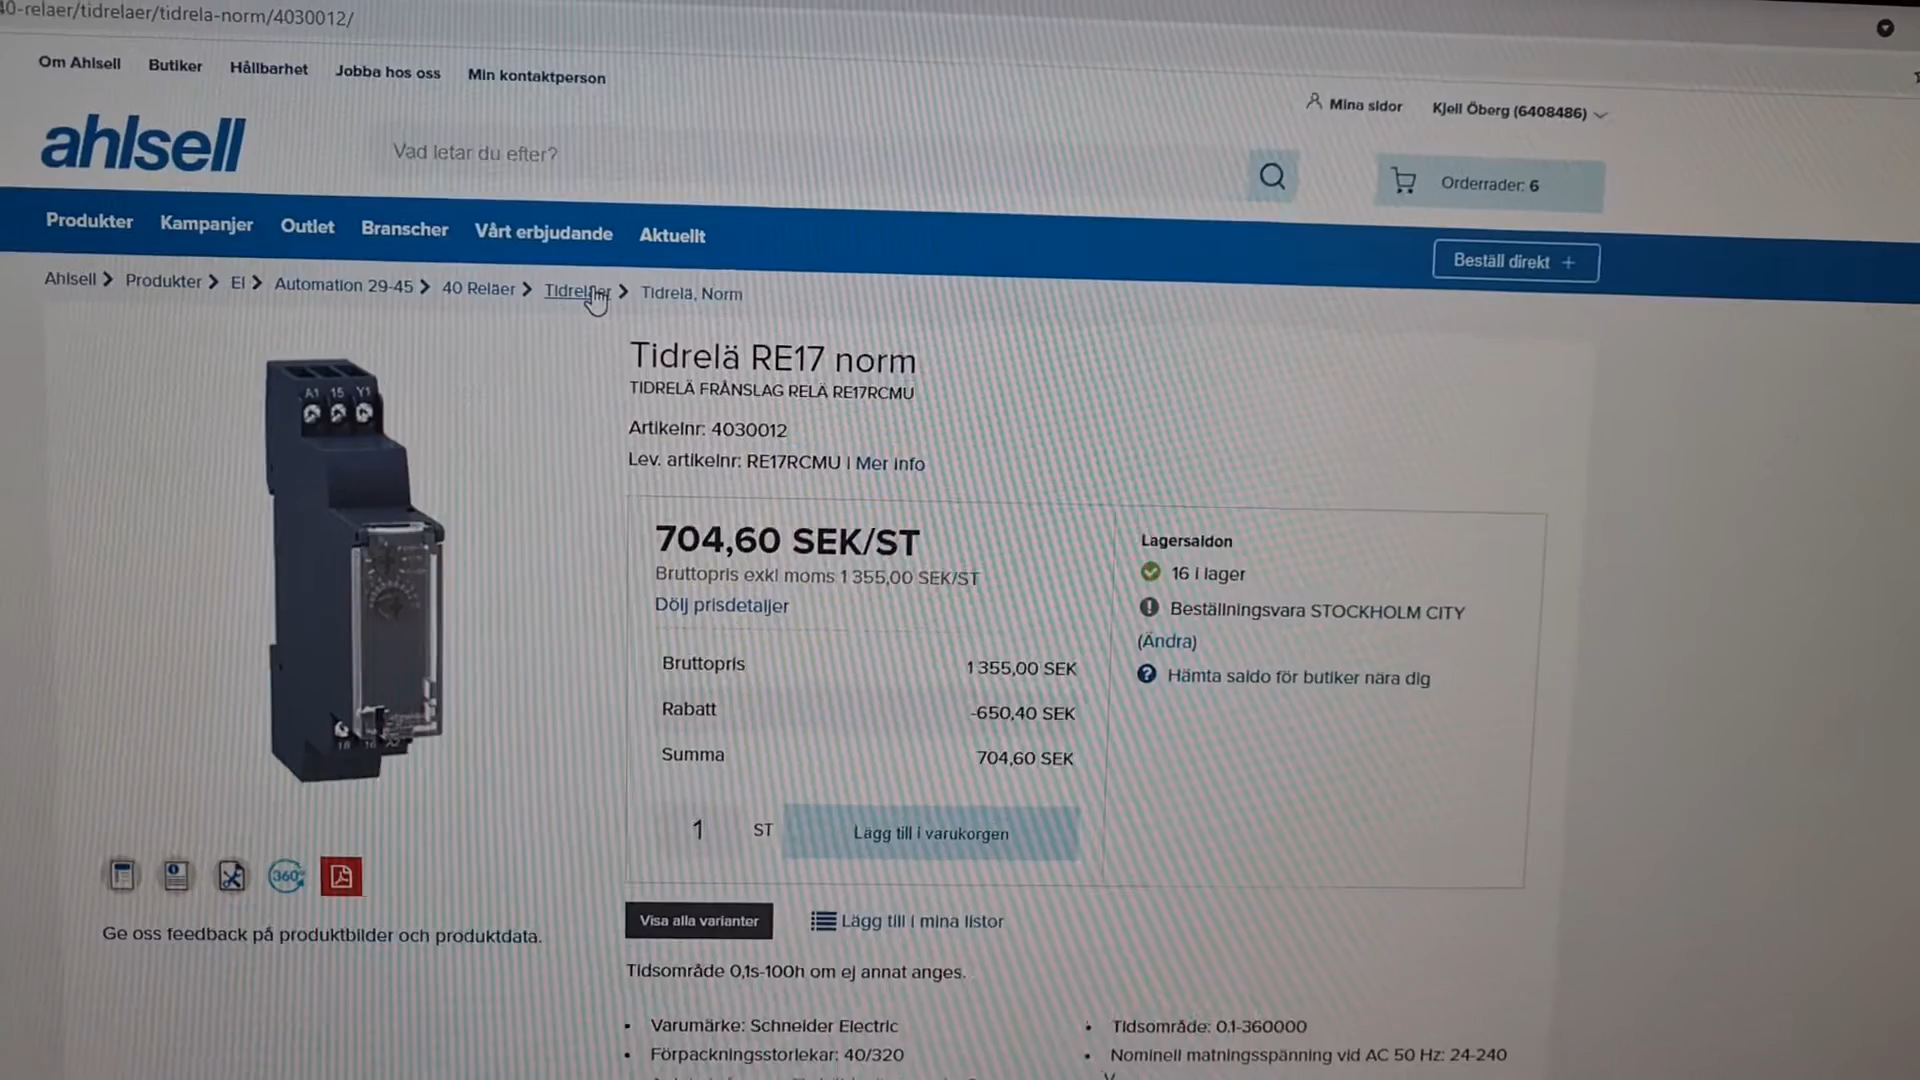 40-relaer/tidrelaer/tidrela-norm/4030012/
Om Ahlsell Butiker Hållbarhet Jobba hos oss Min kontaktperson
Mina sidor Kjell Öberg (6408486)
ahlsell
Vad letar du efter?
Orderrader: 6
Produkter Kampanjer Outlet Branscher Vårt erbjudande Aktuellt
Beställ direkt +
Ahlsell > Produkter > El > Automation 29-45 > 40 Reläer > Tidreläer > Tidrelä, Norm
Tidrelä RE17 norm
TIDRELÄ FRÅNSLAG RELÄ RE17RCMU
Artikelnr: 4030012
Lev. artikelnr: RE17RCMU | Mer info
A1 15 Y1
18 16 A2
704,60 SEK/ST
Bruttopris exkl moms 1 355,00 SEK/ST
Dölj prisdetaljer
Bruttopris 1 355,00 SEK
Rabatt -650,40 SEK
Summa 704,60 SEK
1 ST Lägg till i varukorgen
Lagersaldon
16 i lager
Beställningsvara STOCKHOLM CITY
(Ändra)
Hämta saldo för butiker nära dig
360°
Ge oss feedback på produktbilder och produktdata.
Visa alla varianter Lägg till i mina listor
Tidsområde 0,1s-100h om ej annat anges.
• Varumärke: Schneider Electric
• Förpackningsstorlekar: 40/320
• Tidsområde: 0.1-360000
• Nominell matningsspänning vid AC 50 Hz: 24-240
V